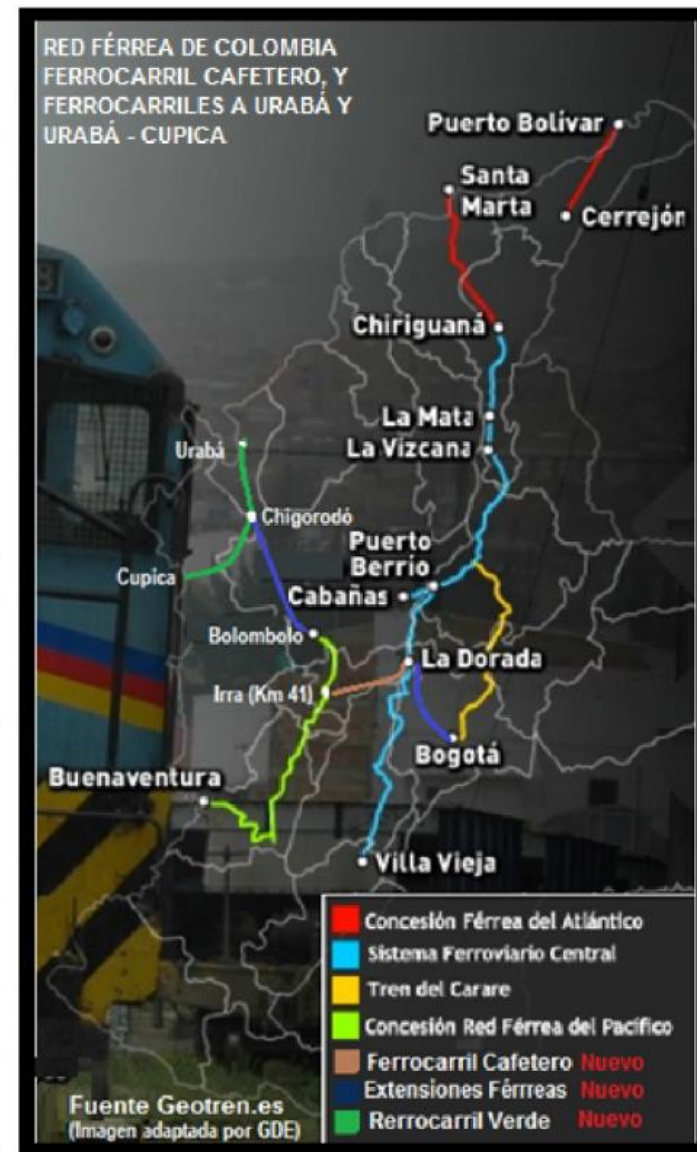 RED FÉRREA DE COLOMBIA
FERROCARRIL CAFETERO, Y
FERROCARRILES A URABÁ Y
URABÁ - CUPICA
Puerto Bolívar
Santa
Marta
Cerrejón
Chiriguaná
La Mata
La Vizcana
Urabá
Chigorodó
Puerto
Berrio
Cupica
Cabañas
Bolombolo
La Dorada
Irra (Km 41)
Bogotá
Buenaventura
Villa Vieja
Concesión Férrea del Atlántico
Sistema Ferroviario Central
Tren del Carare
Concesión Red Férrea del Pacífico
Ferrocarril Cafetero Nuevo
Extensiones Férrreas Nuevo
Rerrocarril Verde Nuevo
Fuente Geotren.es
(Imagen adaptada por GDE)